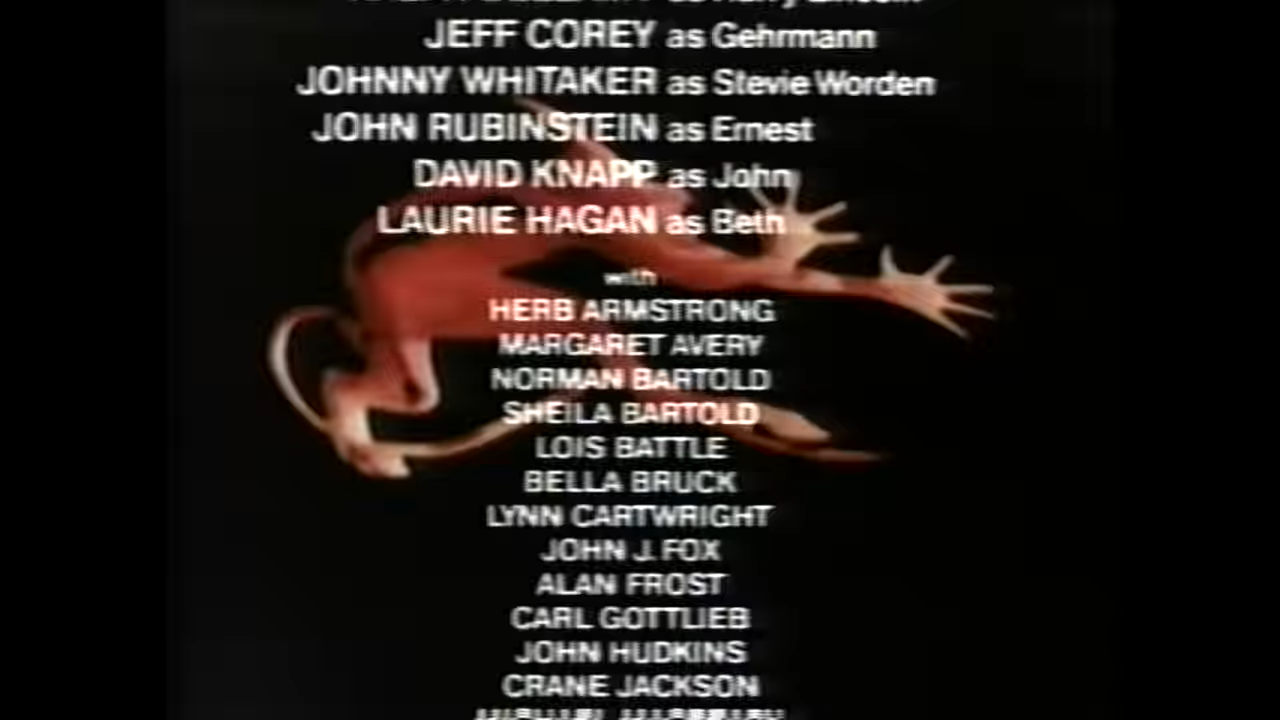 JEFF COREY as Gehrmann
JOHNNY WHITAKER as Stevie Worden
JOHN RUBINSTEIN as Ernest
DAVID KNAPP as John
LAURIE HAGAN as Beth
with
HERB ARMSTRONG
MARGARET AVERY
NORMAN BARTOLD
SHEILA BARTOLD
LOIS BATTLE
BELLA BRUCK
LYNN CARTWRIGHT
JOHN J. FOX
ALAN FROST
CARL GOTTLIEB
JOHN HUDKINS
CRANE JACKSON